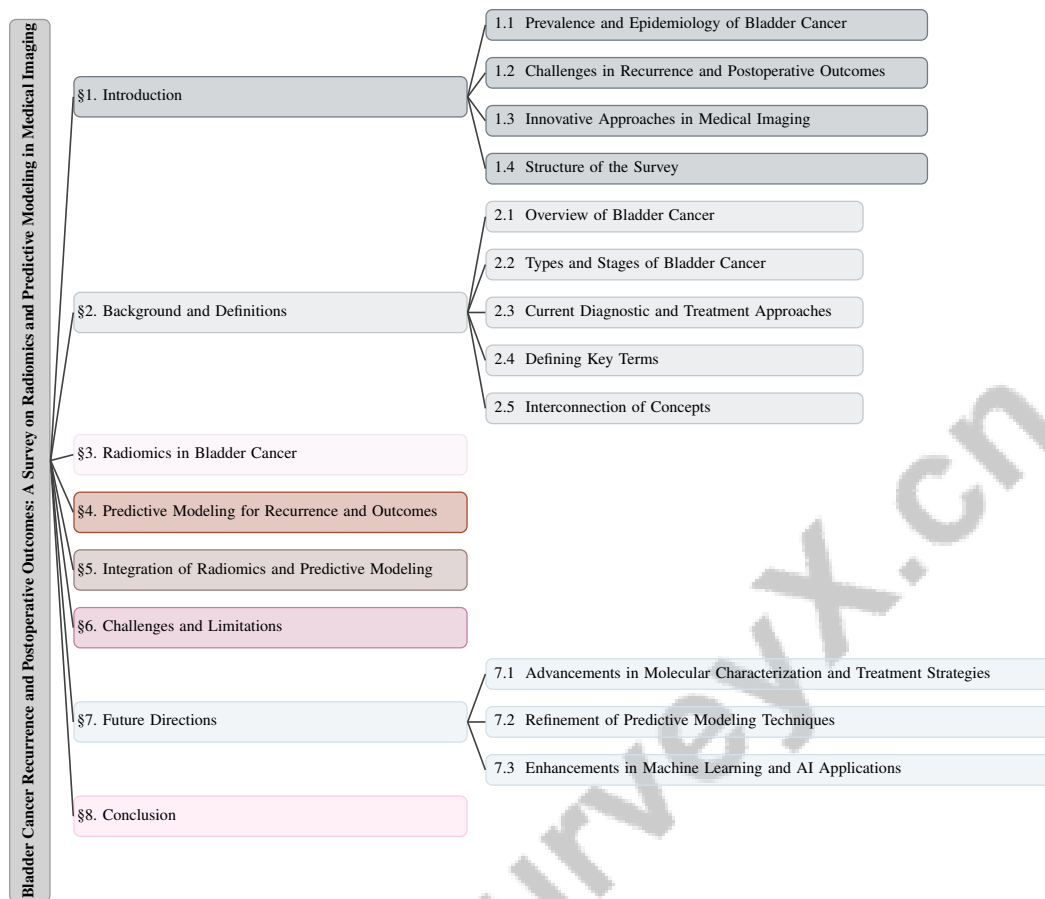 Bladder Cancer Recurrence and Postoperative Outcomes: A Survey on Radiomics and Predictive Modeling in Medical Imaging
§1. Introduction
1.1 Prevalence and Epidemiology of Bladder Cancer
1.2 Challenges in Recurrence and Postoperative Outcomes
1.3 Innovative Approaches in Medical Imaging
1.4 Structure of the Survey
§2. Background and Definitions
2.1 Overview of Bladder Cancer
2.2 Types and Stages of Bladder Cancer
2.3 Current Diagnostic and Treatment Approaches
2.4 Defining Key Terms
2.5 Interconnection of Concepts
§3. Radiomics in Bladder Cancer
§4. Predictive Modeling for Recurrence and Outcomes
§5. Integration of Radiomics and Predictive Modeling
§6. Challenges and Limitations
§7. Future Directions
7.1 Advancements in Molecular Characterization and Treatment Strategies
7.2 Refinement of Predictive Modeling Techniques
7.3 Enhancements in Machine Learning and AI Applications
§8. Conclusion
urveyx.cn